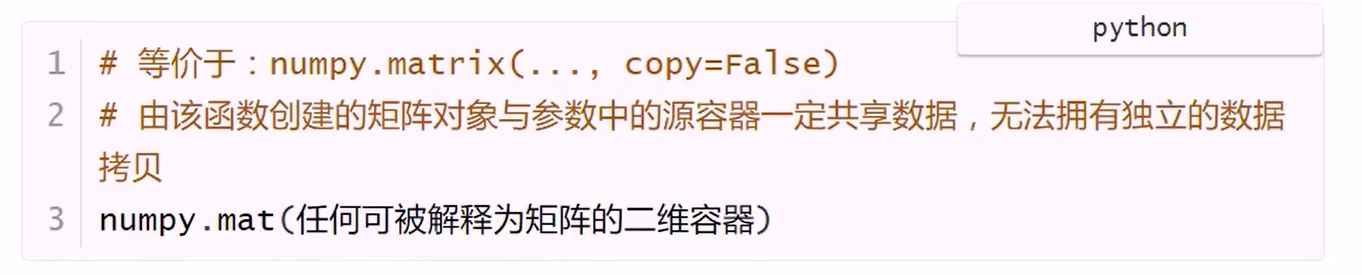 python
1 # 等价于：numpy.matrix(..., copy=False)
2 # 由该函数创建的矩阵对象与参数中的源容器一定共享数据，无法拥有独立的数据
拷贝
3 numpy.mat(任何可被解释为矩阵的二维容器)